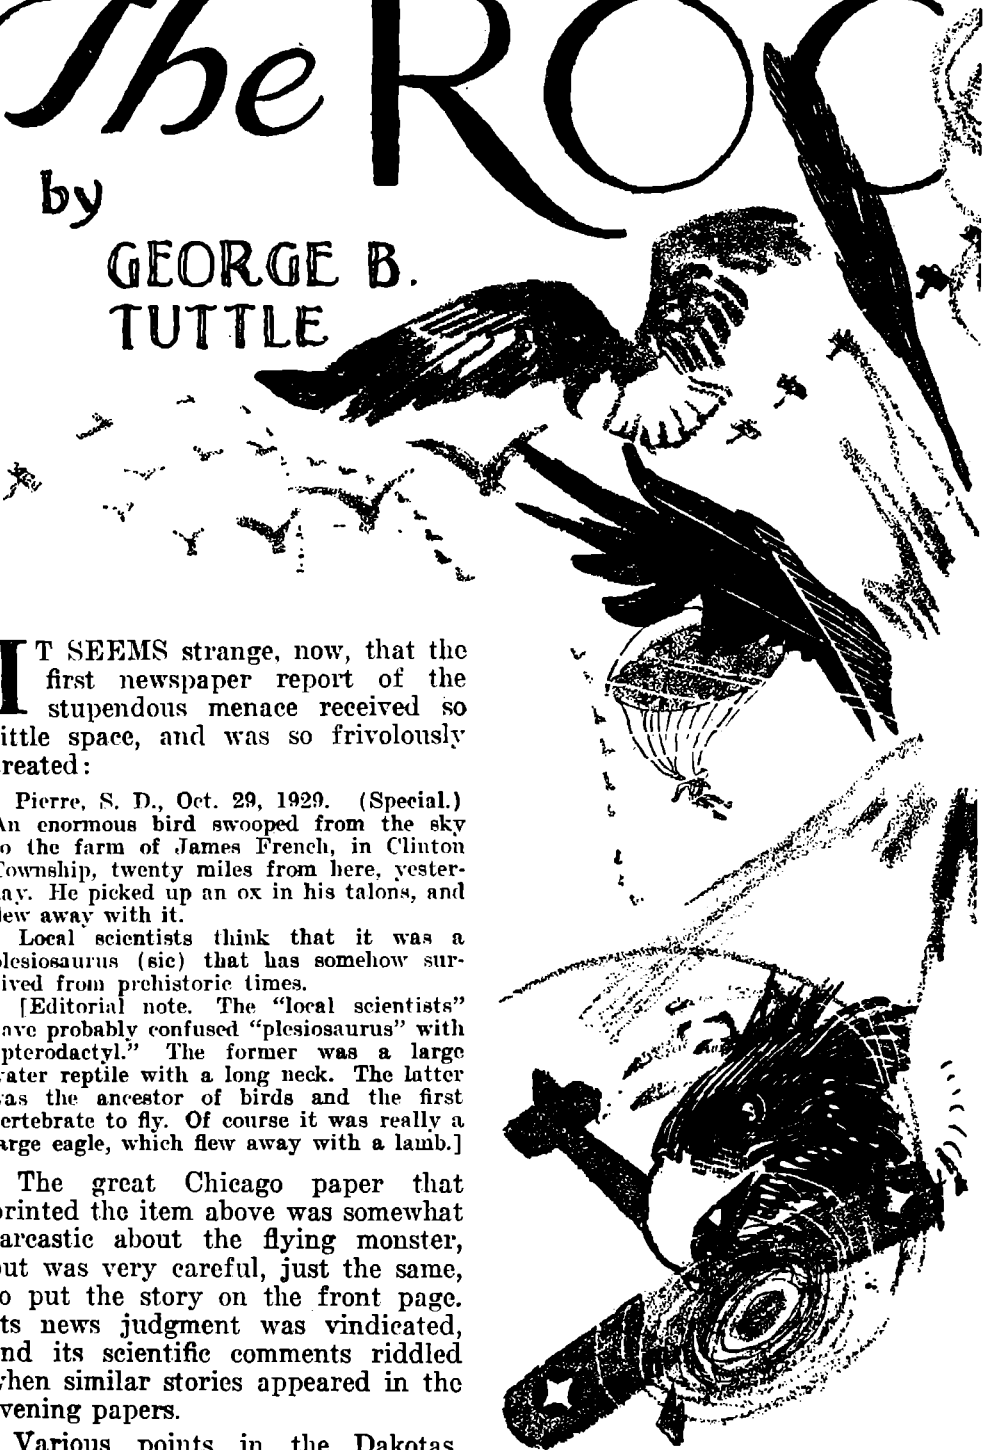 The ROC
by
GEORGE B.
TUTTLE
IT SEEMS strange, now, that the
first newspaper report of the
stupendous menace received so
ittle space, and was so frivolously
reated:
Pierre, S. D., Oct. 29, 1929. (Special.)
An enormous bird swooped from the sky
o the farm of James French, in Clinton
Township, twenty miles from here, yester-
ay. He picked up an ox in his talons, and
lew away with it.
Local scientists think that it was a
plesiosaurus (sic) that has somehow sur-
ived from prehistoric times.
[Editorial note. The "local scientists"
ave probably confused "plesiosaurus" with
pterodactyl." The former was a large
ater reptile with a long neck. The latter
as the ancestor of birds and the first
ertebrate to fly. Of course it was really a
arge eagle, which flew away with a lamb.]
The great Chicago paper that
printed the item above was somewhat
arcastic about the flying monster,
ut was very careful, just the same,
o put the story on the front page.
ts news judgment was vindicated,
nd its scientific comments riddled
when similar stories appeared in the
vening papers.
Various points in the Dakotas,